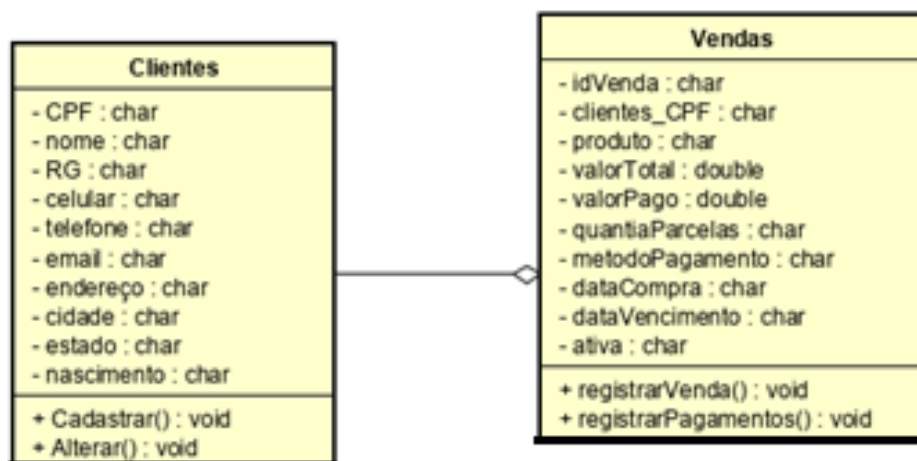 Clientes
- CPF : char
- nome : char
- RG : char
- celular : char
- telefone : char
- email : char
- endereço : char
- cidade : char
- estado : char
- nascimento : char
+ Cadastrar() : void
+ Alterar() : void
Vendas
- idVenda : char
- clientes_CPF : char
- produto : char
- valorTotal : double
- valorPago : double
- quantiaParcelas : char
- metodoPagamento : char
- dataCompra : char
- dataVencimento : char
- ativa : char
+ registrarVenda() : void
+ registrarPagamentos() : void